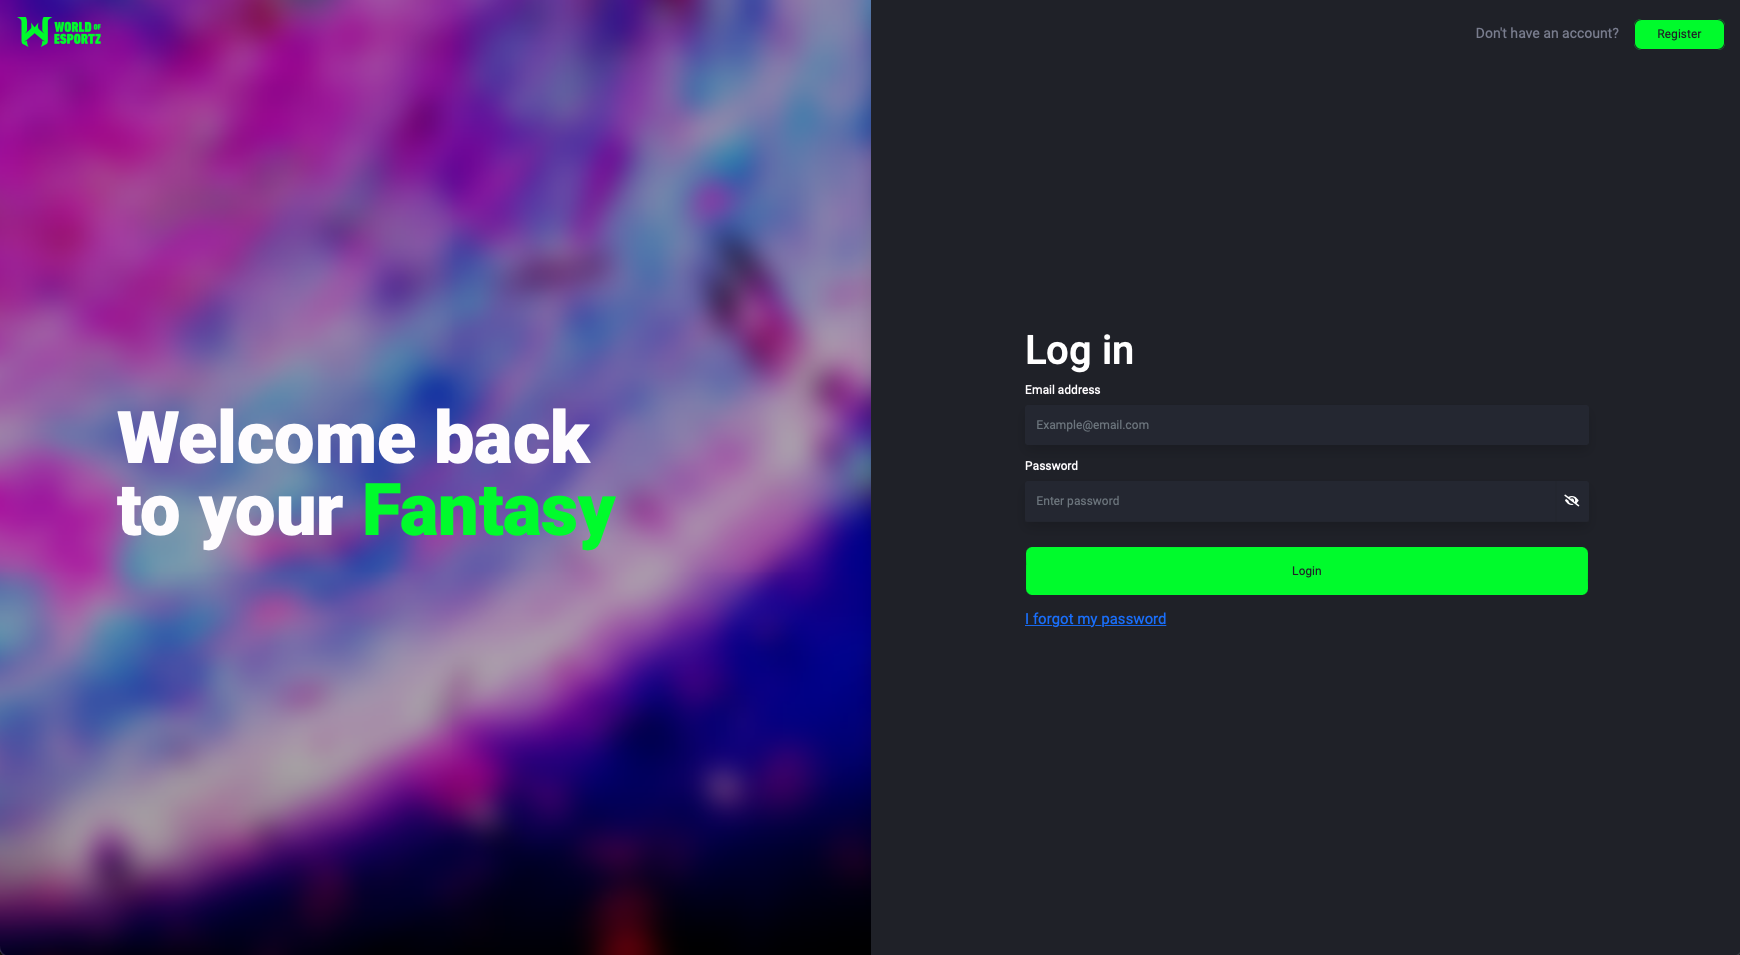 WORLD OF
ESPORTZ
Don't have an account?
Register
Welcome back
to your Fantasy
Log in
Email address
Example@email.com
Password
Enter password
Login
I forgot my password